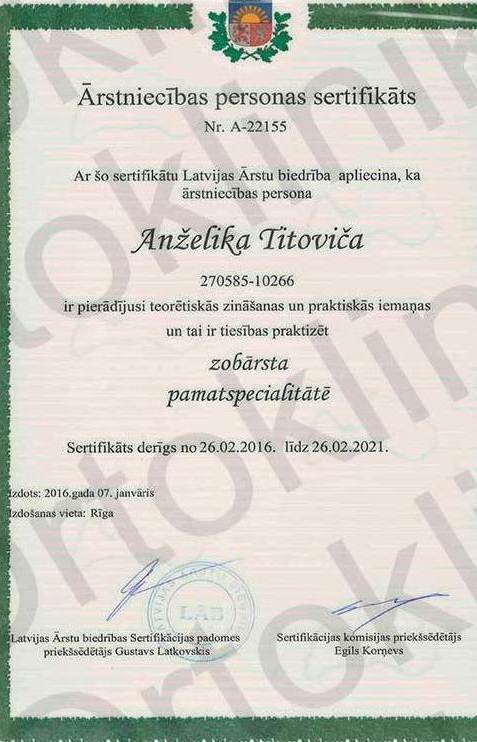 Ārstniecības personas sertifikāts
Nr. A-22155
Ar šo sertifikātu Latvijas Ārstu biedrība apliecina, ka
ārstniecības persona
Anželika Titoviča
270585-10266
ir pierādījusi teorētiskās zināšanas un praktiskās iemaņas
un tai ir tiesības praktizēt
zobārsta
pamatspecialitātē
Sertifikāts derīgs no 26.02.2016. līdz 26.02.2021.
Izdots: 2016.gada 07. janvāris
Izdošanas vieta: Rīga
LĀB
Latvijas Ārstu biedrības Sertifikācijas padomes
priekšsēdētājs Gustavs Latkovskis
Sertifikācijas komisijas priekšsēdētājs
Egils Korņevs